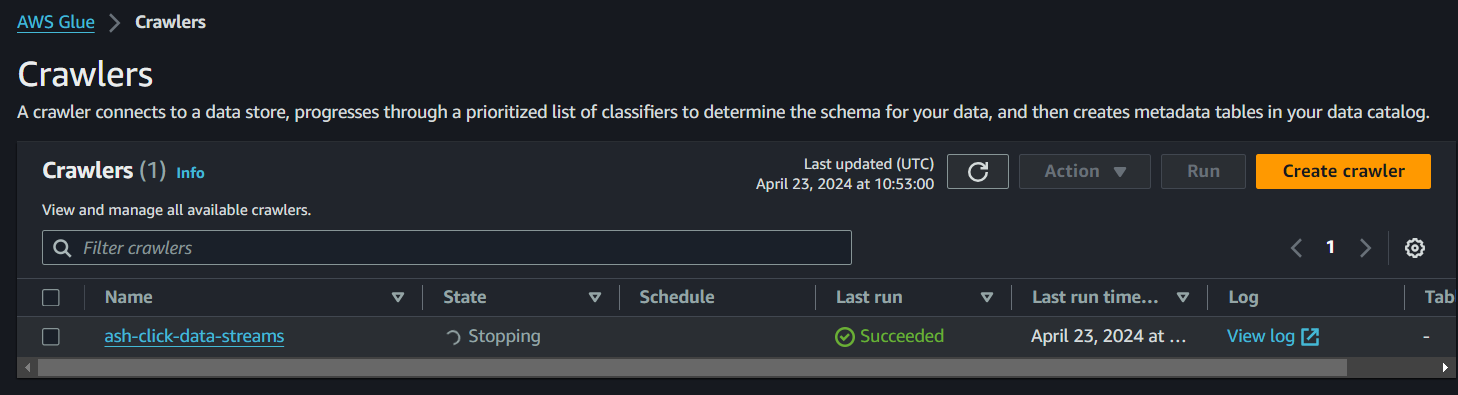 AWS Glue > Crawlers
Crawlers
A crawler connects to a data store, progresses through a prioritized list of classifiers to determine the schema for your data, and then creates metadata tables in your data catalog.
Crawlers (1) Info
Last updated (UTC)
April 23, 2024 at 10:53:00
Action
Run
Create crawler
View and manage all available crawlers.
Filter crawlers
1
Name State Schedule Last run Last run time... Log Tab
ash-click-data-streams Stopping Succeeded April 23, 2024 at ... View log -